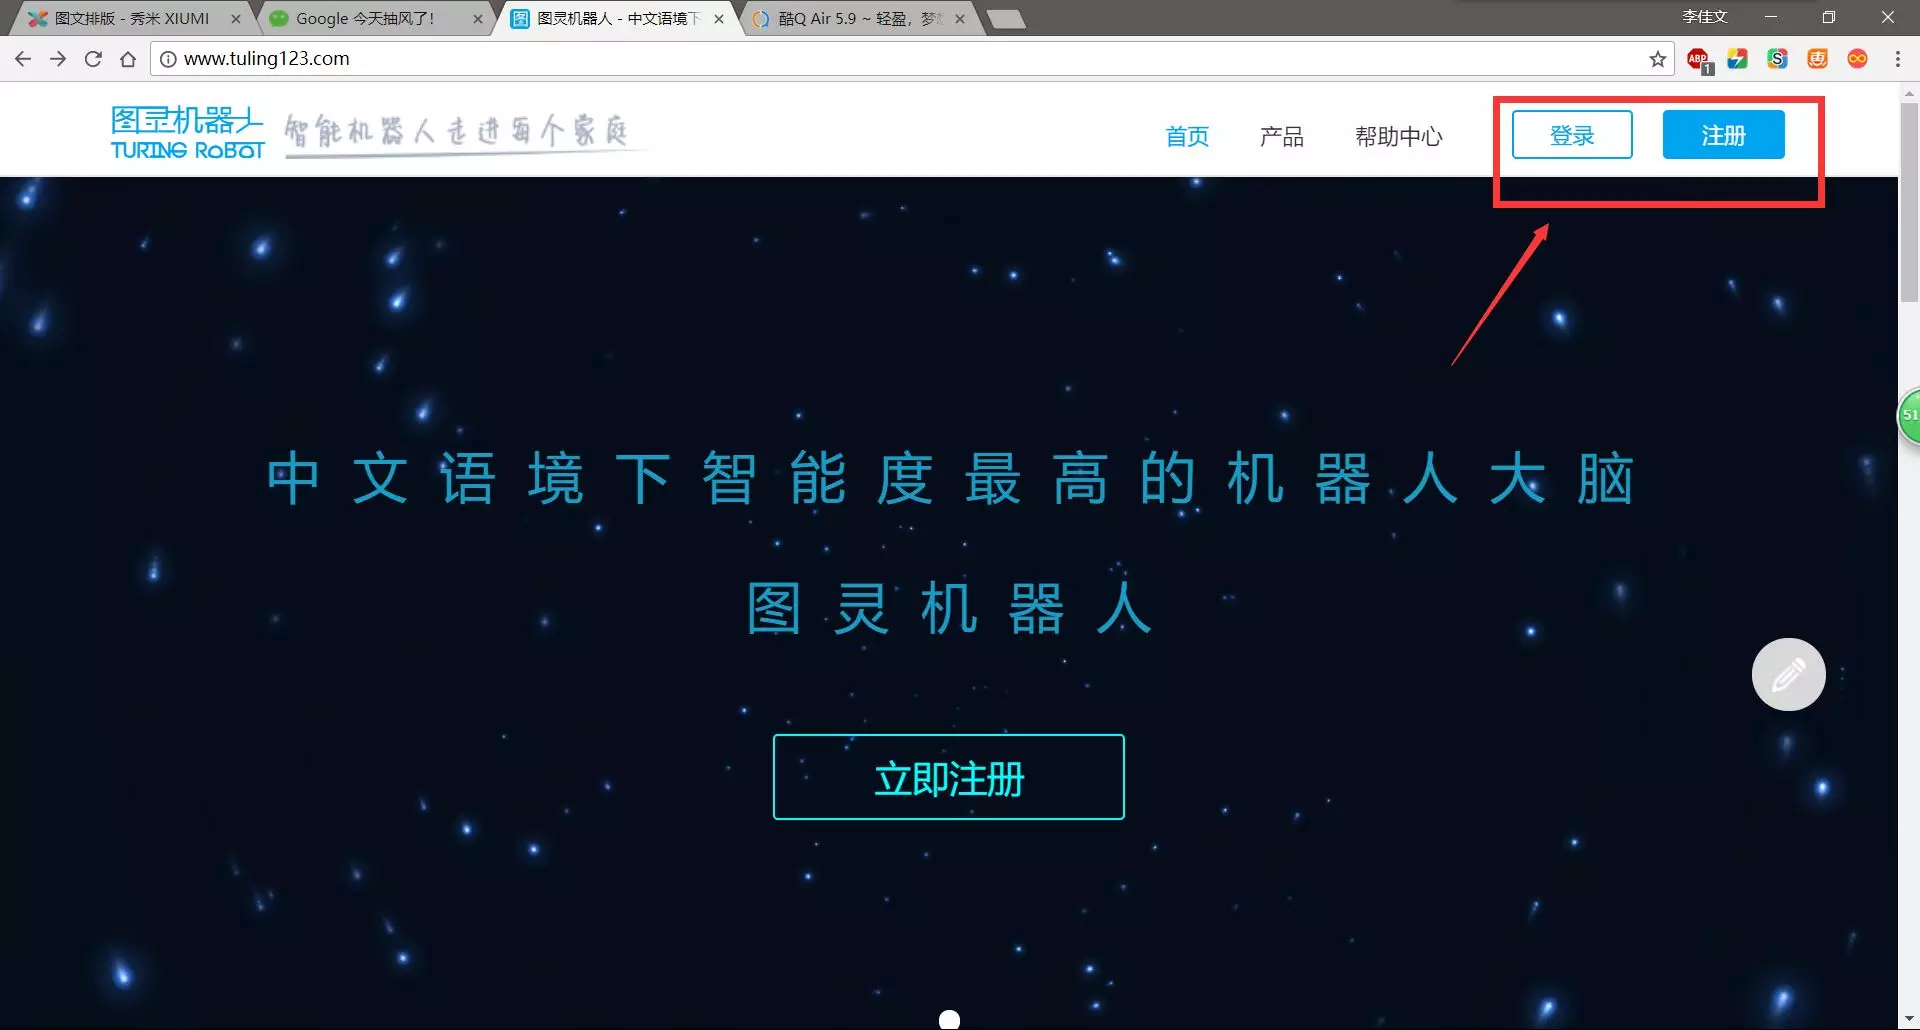 图文排版 - 秀米 XIUMI
Google 今天抽风了!
图灵机器人 - 中文语境下
酷Q Air 5.9 ~ 轻盈, 梦
李佳文
www.tuling123.com
ABP
1
S
惠
图灵机器人
TURING ROBOT
智能机器人走进每个家庭
首页
产品
帮助中心
登录
注册
51
中文语境下智能度最高的机器人大脑
图灵机器人
立即注册